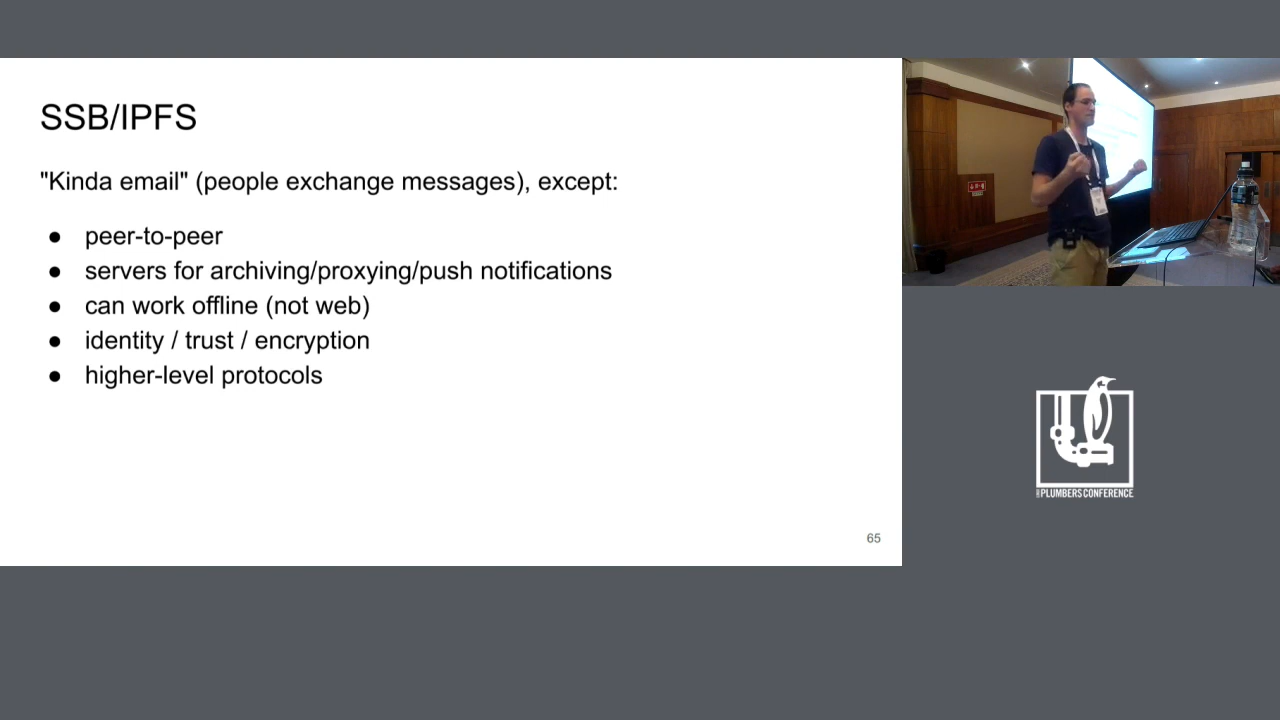 SSB/IPFS
"Kinda email" (people exchange messages), except:
● peer-to-peer
● servers for archiving/proxying/push notifications
● can work offline (not web)
● identity / trust / encryption
● higher-level protocols
65
PLUMBERS CONFERENCE